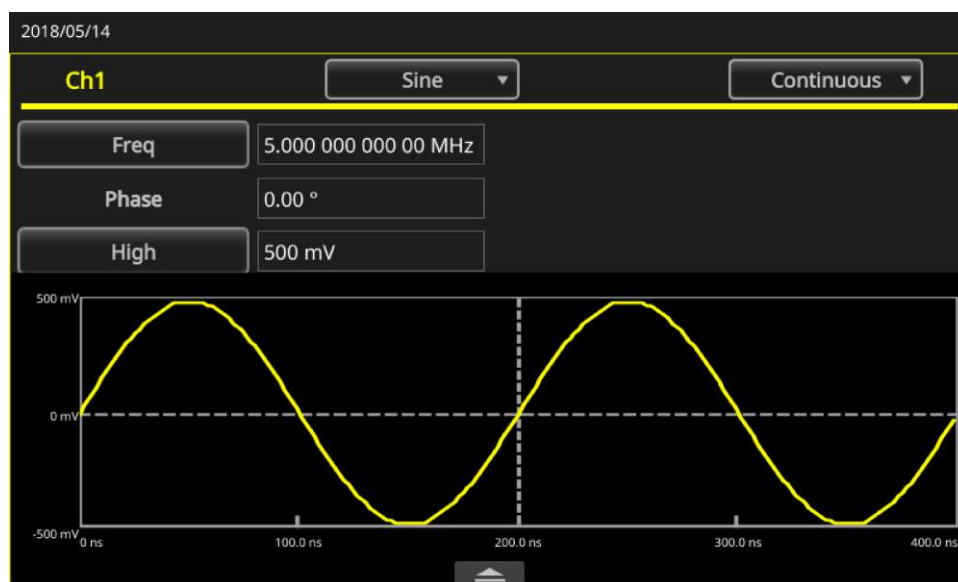 2018/05/14
Ch1 Sine Continuous
Freq 5.000 000 000 00 MHz
Phase 0.00 °
High 500 mV
500 mV
0 mV
-500 mV
0 ns 100.0 ns 200.0 ns 300.0 ns 400.0 ns